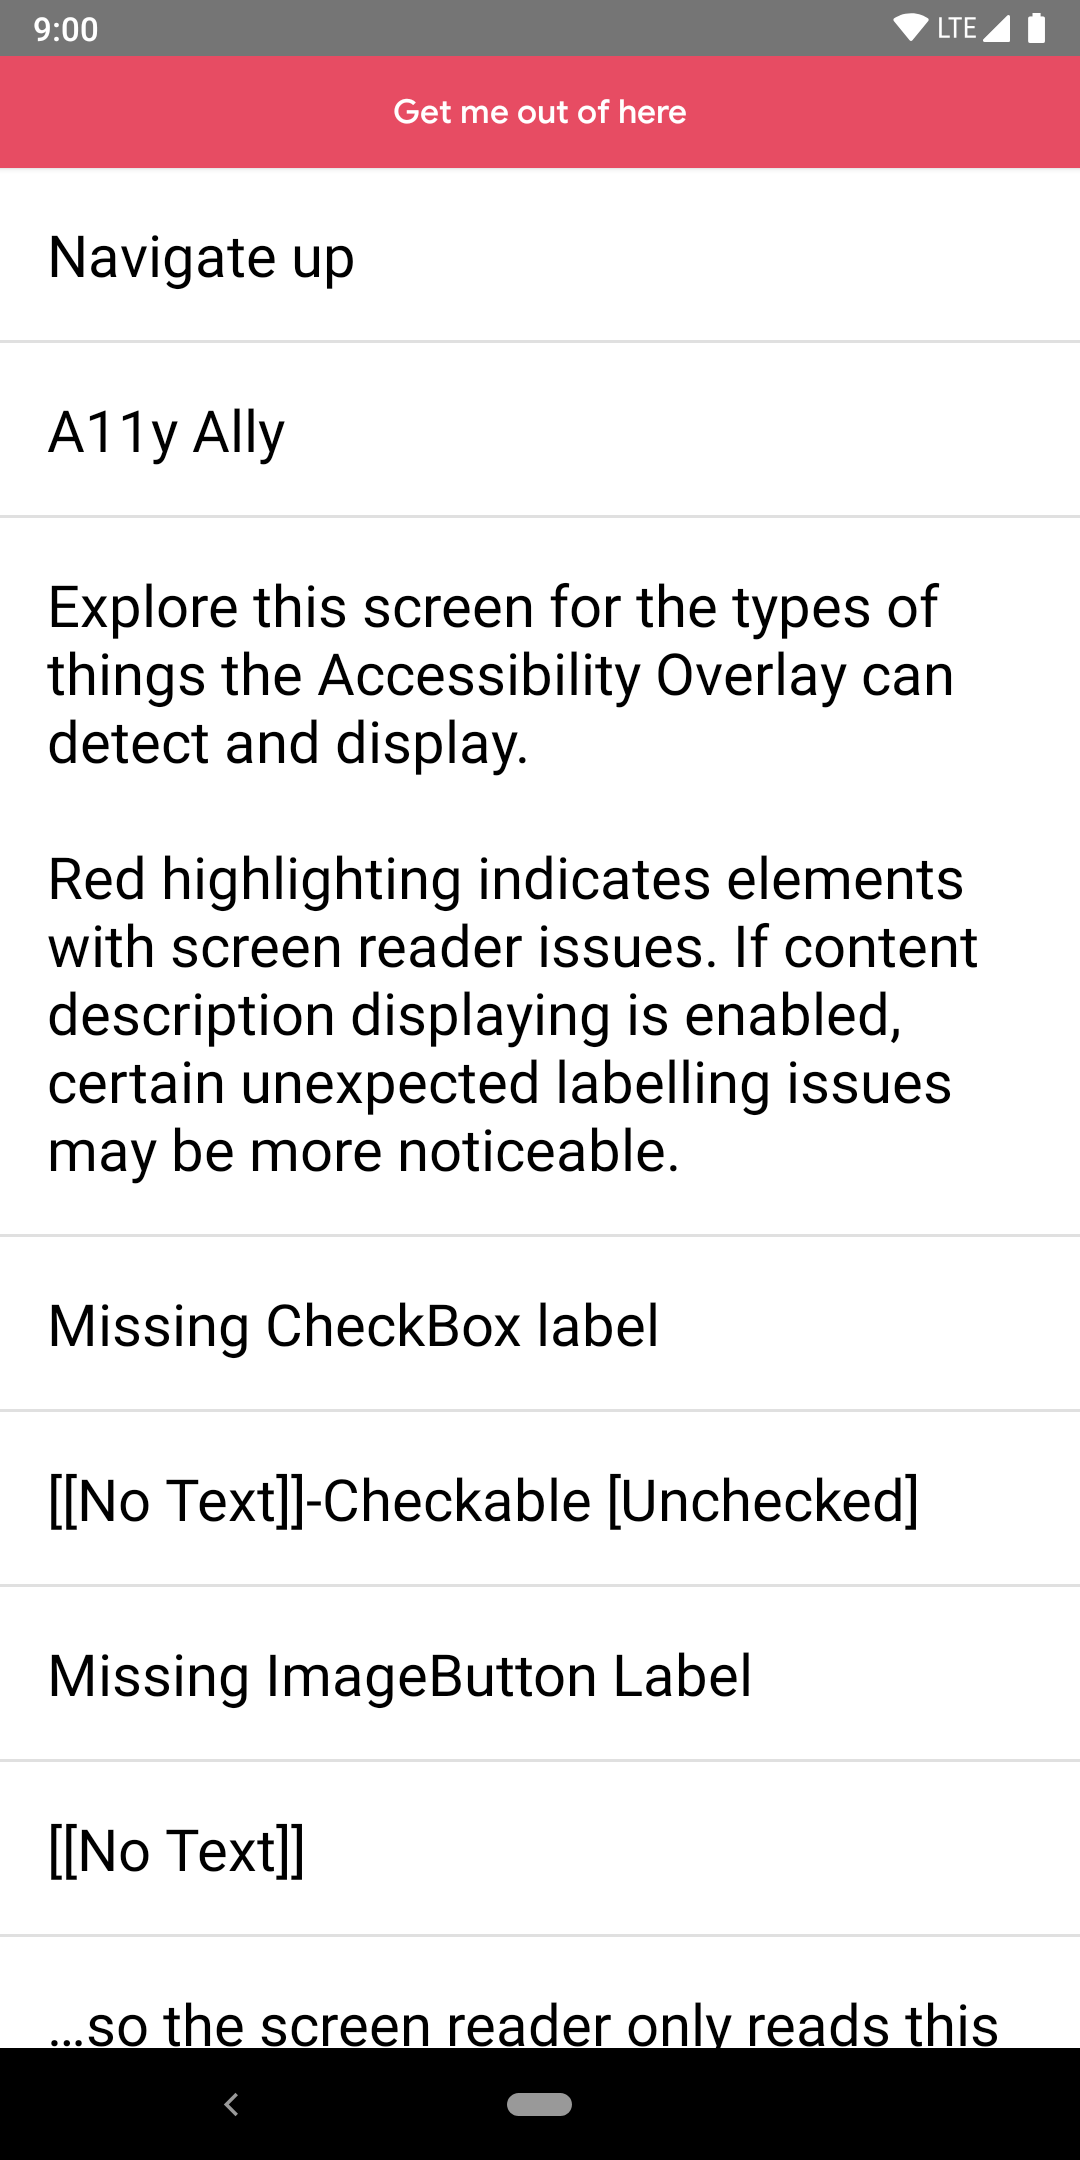 9:00
LTE
Get me out of here
Navigate up
A11y Ally
Explore this screen for the types of
things the Accessibility Overlay can
detect and display.
Red highlighting indicates elements
with screen reader issues. If content
description displaying is enabled,
certain unexpected labelling issues
may be more noticeable.
Missing CheckBox label
[[No Text]]-Checkable [Unchecked]
Missing ImageButton Label
[[No Text]]
…so the screen reader only reads this